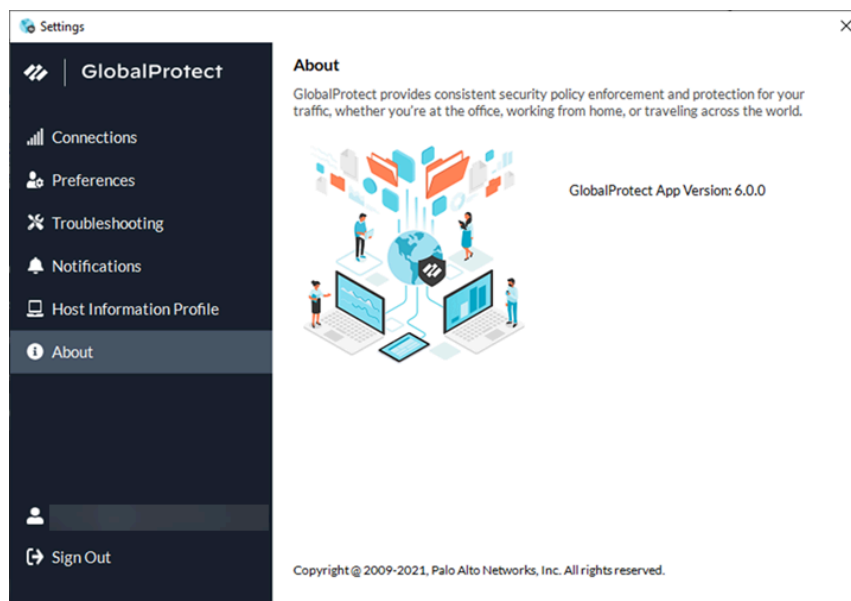 Settings
GlobalProtect
Connections
Preferences
Troubleshooting
Notifications
Host Information Profile
About
Sign Out
About
GlobalProtect provides consistent security policy enforcement and protection for your
traffic, whether you're at the office, working from home, or traveling across the world.
GlobalProtect App Version: 6.0.0
Copyright @ 2009-2021, Palo Alto Networks, Inc. All rights reserved.